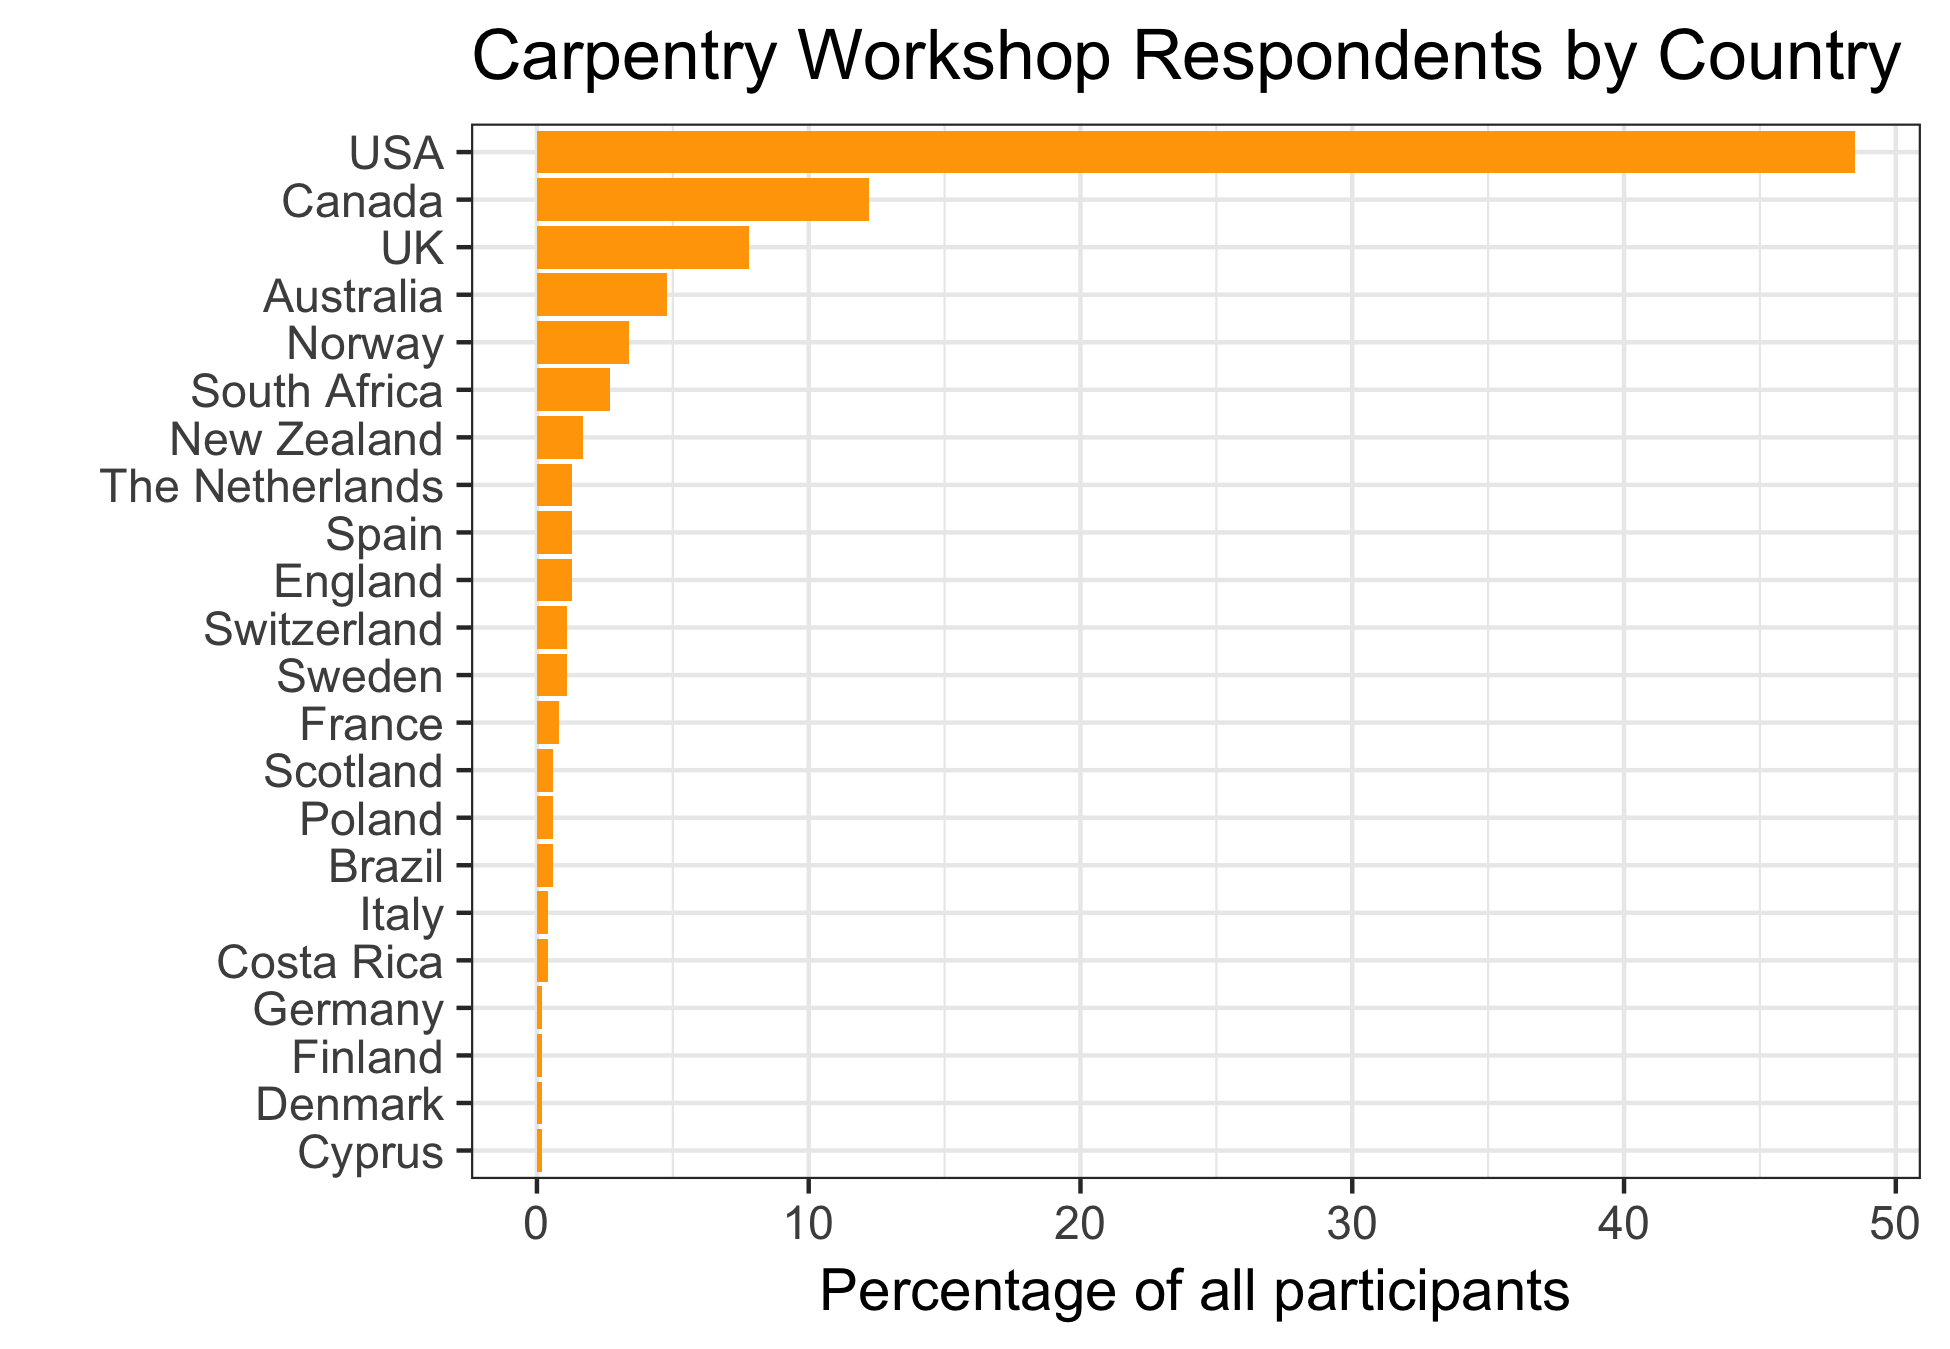 Carpentry Workshop Respondents by Country
USA
Canada
UK
Australia
Norway
South Africa
New Zealand
The Netherlands
Spain
England
Switzerland
Sweden
France
Scotland
Poland
Brazil
Italy
Costa Rica
Germany
Finland
Denmark
Cyprus
0 10 20 30 40 50
Percentage of all participants